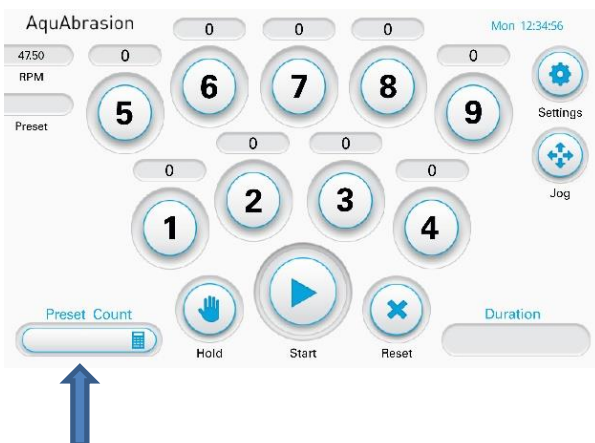 AquAbrasion
Mon 12:34:56
0 0 0
47.50 0 0
RPM
6 7 8
5 9
Preset
Settings
0 0
0 0
2 3
1 4
Jog
Preset Count
Duration
Hold Start Reset